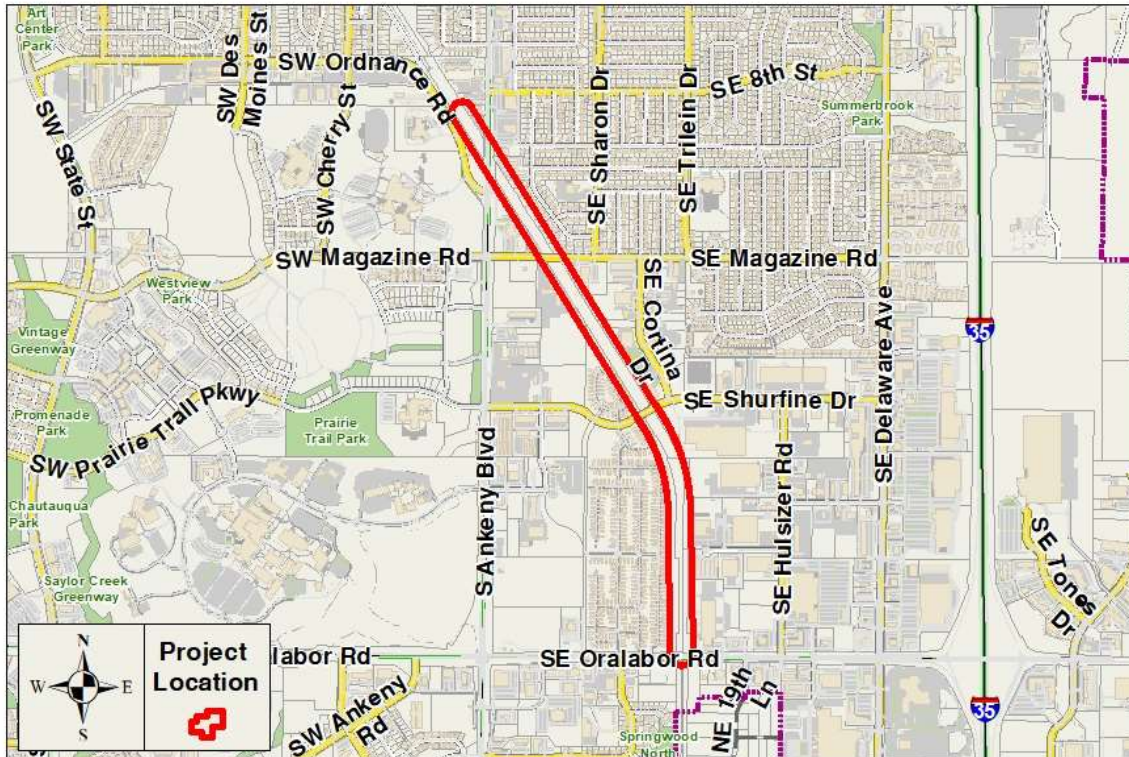 Art
Center
Park
SW Des
Moines St
SW Ordnance Rd
SW Cherry St
SE Sharon Dr
SE Trilein Dr
SE 8th St
Summerbrook
Park
SW State St
SW Magazine Rd
SE Magazine Rd
Westview
Park
SE Cortina
Dr
35
Vintage
Greenway
SE Delaware Ave
Promenade
Park
SW Prairie Trail Pkwy
Prairie
Trail Park
SE Shurfine Dr
S Ankeny Blvd
SE Hulsizer Rd
Chautauqua
Park
Saylor Creek
Greenway
SE Tones
Dr
N
W E
S
Project
Location
alabor Rd
SE Oralabor Rd
SW Ankeny
Rd
NE 19th
Ln
Springwood
North
35